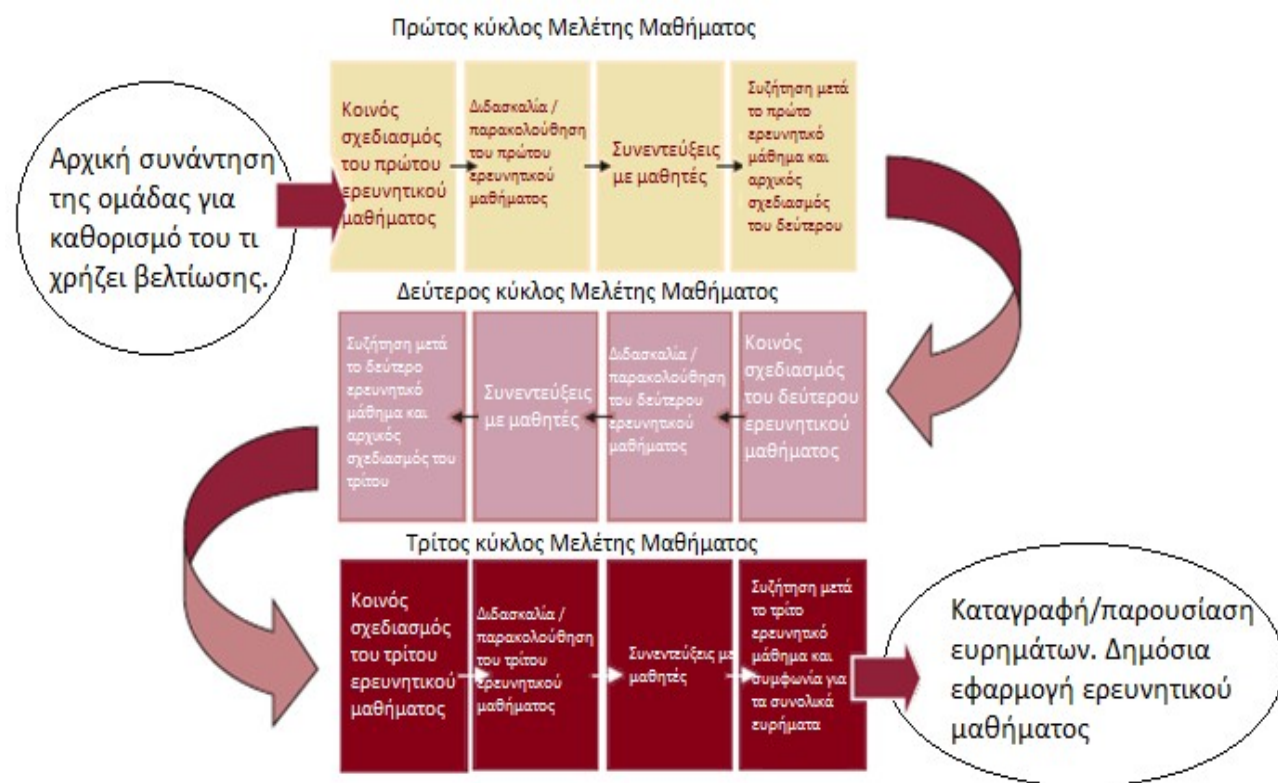 Πρώτος κύκλος Μελέτης Μαθήματος
Αρχική συνάντηση
της ομάδας για
καθορισμό του τι
χρήζει βελτίωσης.
Κοινός
σχεδιασμός
του πρώτου
ερευνητικού
μαθήματος
Διδασκαλία /
παρακολούθηση
του πρώτου
ερευνητικού
μαθήματος
Συνεντεύξεις
με μαθητές
Συζήτηση μετά
το πρώτο
ερευνητικό
μάθημα και
αρχικός
σχεδιασμός
του δεύτερου
Δεύτερος κύκλος Μελέτης Μαθήματος
Κοινός
σχεδιασμός
του δεύτερου
ερευνητικού
μαθήματος
Διδασκαλία /
παρακολούθηση
του δεύτερου
ερευνητικού
μαθήματος
Συνεντεύξεις
με μαθητές
Συζήτηση μετά
το δεύτερο
ερευνητικό
μάθημα και
αρχικός
σχεδιασμός του
τρίτου
Τρίτος κύκλος Μελέτης Μαθήματος
Κοινός
σχεδιασμός
του τρίτου
ερευνητικού
μαθήματος
Διδασκαλία /
παρακολούθηση
του τρίτου
ερευνητικού
μαθήματος
Συνεντεύξεις με
μαθητές
Συζήτηση μετά
το τρίτο
ερευνητικό
μάθημα και
συμφωνία για
τα συνολικά
ευρήματα
Καταγραφή/παρουσίαση
ευρημάτων. Δημόσια
εφαρμογή ερευνητικού
μαθήματος